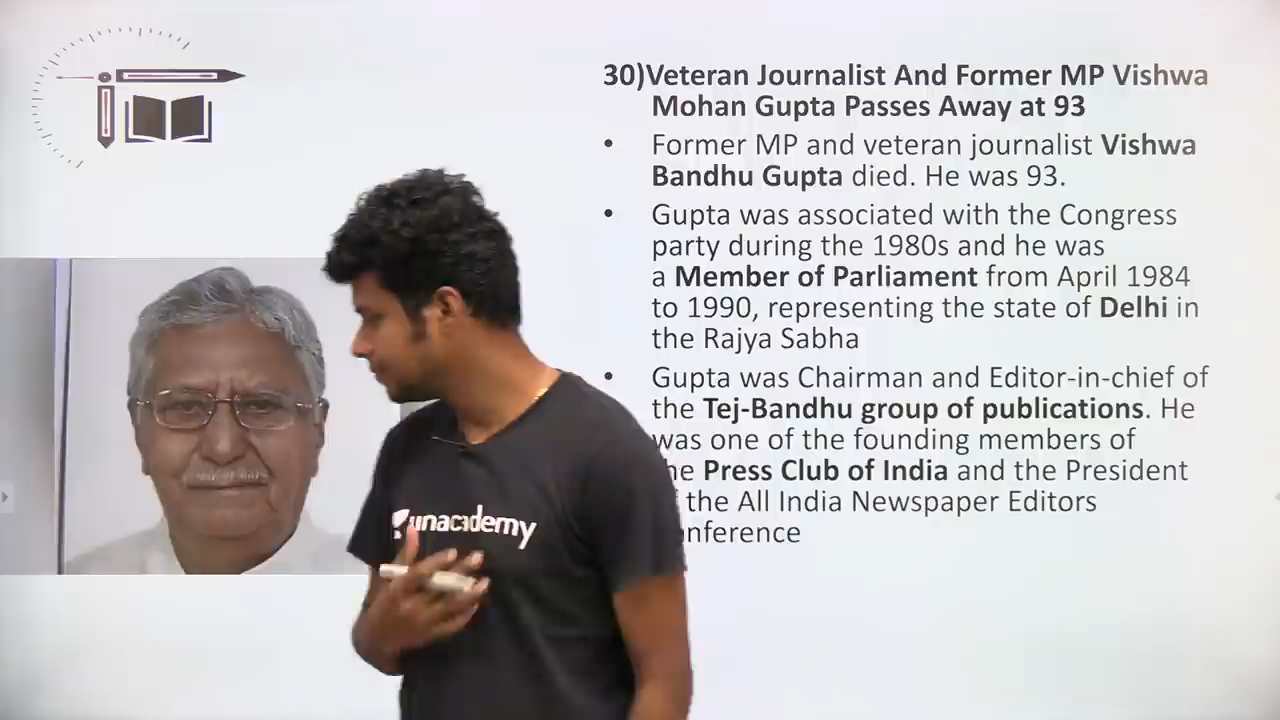 30)Veteran Journalist And Former MP Vishwa
Mohan Gupta Passes Away at 93
• Former MP and veteran journalist Vishwa
Bandhu Gupta died. He was 93.
• Gupta was associated with the Congress
party during the 1980s and he was
a Member of Parliament from April 1984
to 1990, representing the state of Delhi in
the Rajya Sabha
• Gupta was Chairman and Editor-in-chief of
the Tej-Bandhu group of publications. He
was one of the founding members of
Press Club of India and the President
the All India Newspaper Editors
unacademy